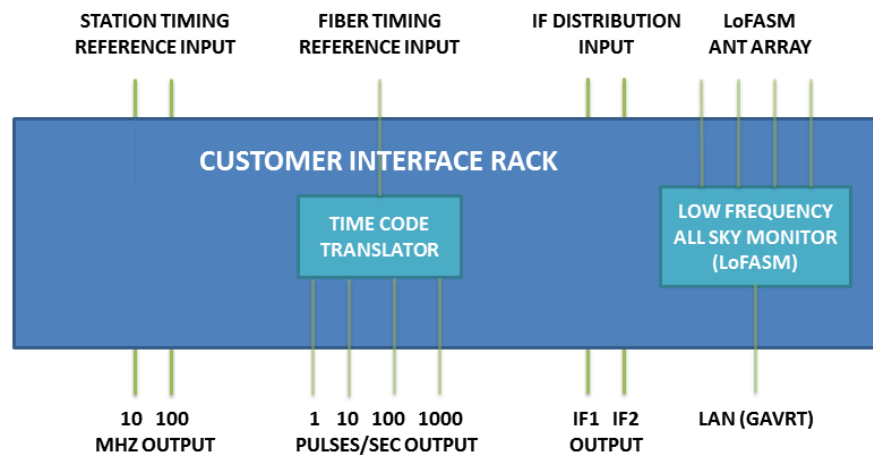 STATION TIMING
REFERENCE INPUT
FIBER TIMING
REFERENCE INPUT
IF DISTRIBUTION
INPUT
LoFASM
ANT ARRAY
CUSTOMER INTERFACE RACK
TIME CODE
TRANSLATOR
LOW FREQUENCY
ALL SKY MONITOR
(LoFASM)
10 100
MHZ OUTPUT
1 10 100 1000
PULSES/SEC OUTPUT
IF1 IF2
OUTPUT
LAN (GAVRT)